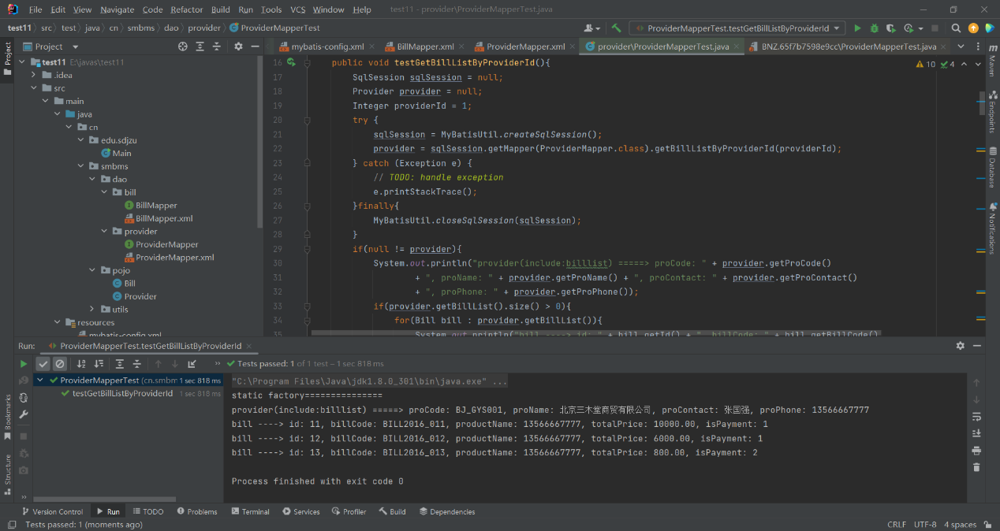 File Edit View Navigate Code Refactor Build Run Tools VCS Window Help test11 - provider\ProviderMapperTest.java
test11 src test java cn smbms dao provider ProviderMapperTest
ProviderMapperTest.testGetBillListByProviderId
Project
mybatis-config.xml BillMapper.xml ProviderMapper.xml provider\ProviderMapperTest.java BNZ.65f7b7598e9cc\ProviderMapperTest.java
test11 E:\javas\test11
.idea
src
main
java
cn
edu.sdjzu
Main
smbms
dao
bill
BillMapper
BillMapper.xml
provider
ProviderMapper
ProviderMapper.xml
pojo
Bill
Provider
utils
resources
mybatis-config.xml
10 4
16 public void testGetBillListByProviderId(){
17 SqlSession sqlSession = null;
18 Provider provider = null;
19 Integer providerId = 1;
20 try {
21 sqlSession = MyBatisUtil.createSqlSession();
22 provider = sqlSession.getMapper(ProviderMapper.class).getBillListByProviderId(providerId);
23 } catch (Exception e) {
24 // TODO: handle exception
25 e.printStackTrace();
26 }finally{
27 MyBatisUtil.closeSqlSession(sqlSession);
28 }
29 if(null != provider){
30 System.out.println("provider(include:billlist) =====> proCode: " + provider.getProCode()
31 + ", proName: " + provider.getProName() + ", proContact: " + provider.getProContact()
32 + ", proPhone: " + provider.getProPhone());
33 if(provider.getBillList().size() > 0){
34 for(Bill bill : provider.getBillList()){
35 System.out.println("bill ----> id: " + bill.getId() + ", billCode: " + bill.getBillCode()
Project
Bookmarks
Structure
Maven
Endpoints
Database
Notifications
Run: ProviderMapperTest.testGetBillListByProviderId
Tests passed: 1 of 1 test – 1 sec 818 ms
ProviderMapperTest (cn.smbm 1 sec 818 ms
testGetBillListByProviderId 1 sec 818 ms
"C:\Program Files\Java\jdk1.8.0_301\bin\java.exe" ...
static factory===============
provider(include:billlist) =====> proCode: BJ_GYS001, proName: 北京三木堂商贸有限公司, proContact: 张国强, proPhone: 13566667777
bill ----> id: 11, billCode: BILL2016_011, productName: 13566667777, totalPrice: 10000.00, isPayment: 1
bill ----> id: 12, billCode: BILL2016_012, productName: 13566667777, totalPrice: 6000.00, isPayment: 1
bill ----> id: 13, billCode: BILL2016_013, productName: 13566667777, totalPrice: 800.00, isPayment: 2
Process finished with exit code 0
Version Control Run TODO Problems Terminal Services Profiler Build Dependencies
Tests passed: 1 (moments ago) CRLF UTF-8 4 spaces